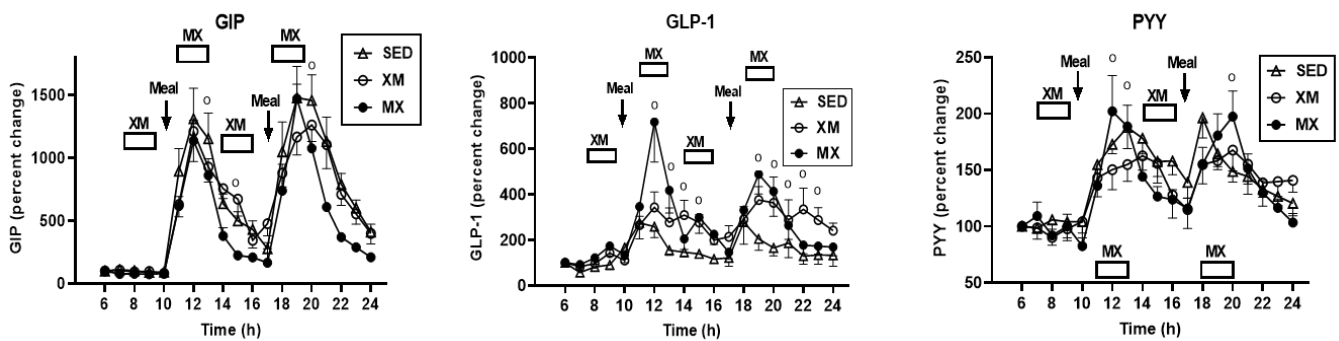 GIP
MX
MX
SED
XM
MX
Meal
Meal
XM
XM
o
o
o
GIP (percent change)
1500
1000
500
0
6 8 10 12 14 16 18 20 22 24
Time (h)
GLP-1
MX
MX
SED
XM
MX
Meal
Meal
XM
XM
o
o
o
o
o
o
o
o
o
GLP-1 (percent change)
1000
800
600
400
200
0
6 8 10 12 14 16 18 20 22 24
Time (h)
PYY
XM
Meal
XM
Meal
SED
XM
MX
o
o
o
MX
MX
PYY (percent change)
250
200
150
100
50
6 8 10 12 14 16 18 20 22 24
Time (h)